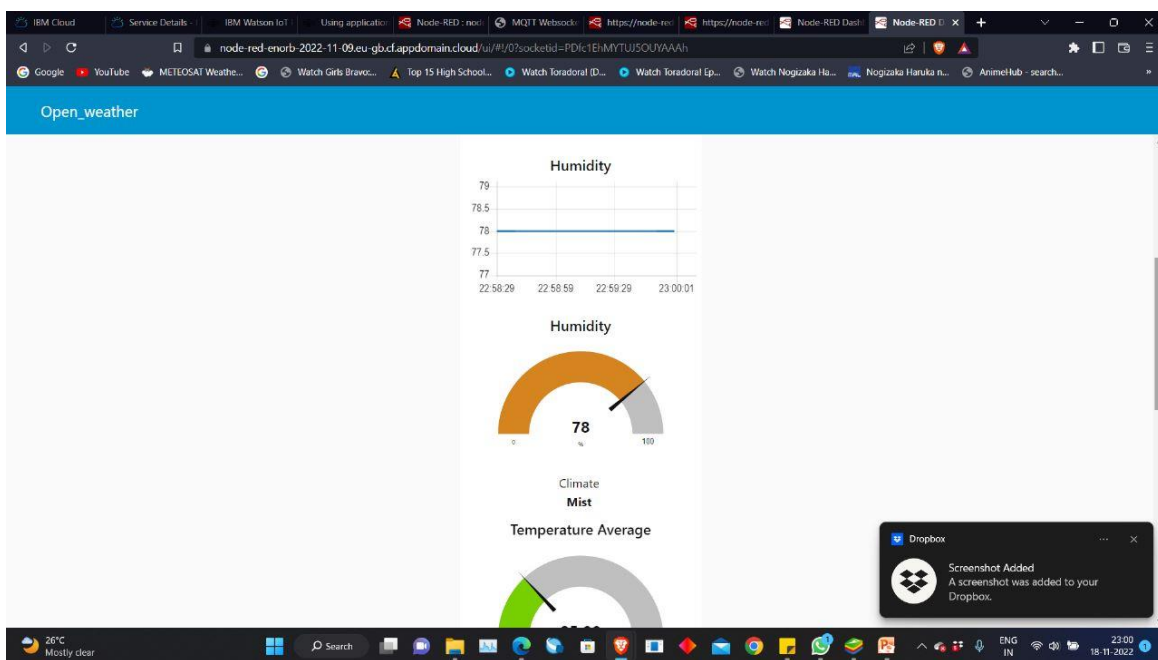 IBM Cloud
Service Details -
IBM Watson IoT
Using application
Node-RED : node
MQTT Websocke
https://node-red
https://node-red
Node-RED Dash
Node-RED D
node-red-enorb-2022-11-09.eu-gb.cf.appdomain.cloud/ui/#!/0?socketid=PDfc1EhMYTUJ5OUYAAAh
Google
YouTube
METEOSAT Weathe...
Watch Girls Bravo:...
Top 15 High School...
Watch Toradora! (D...
Watch Toradora! Ep...
Watch Nogizaka Ha...
Nogizaka Haruka n...
AnimeHub - search...
Open_weather
Humidity
79
78.5
78
77.5
77
22:58:29 22:58:59 22:59:29 23:00:01
Humidity
78
0 % 100
Climate
Mist
Temperature Average
Dropbox
Screenshot Added
A screenshot was added to your
Dropbox.
26°C
Mostly clear
Search
ENG
IN
23:00
18-11-2022
1